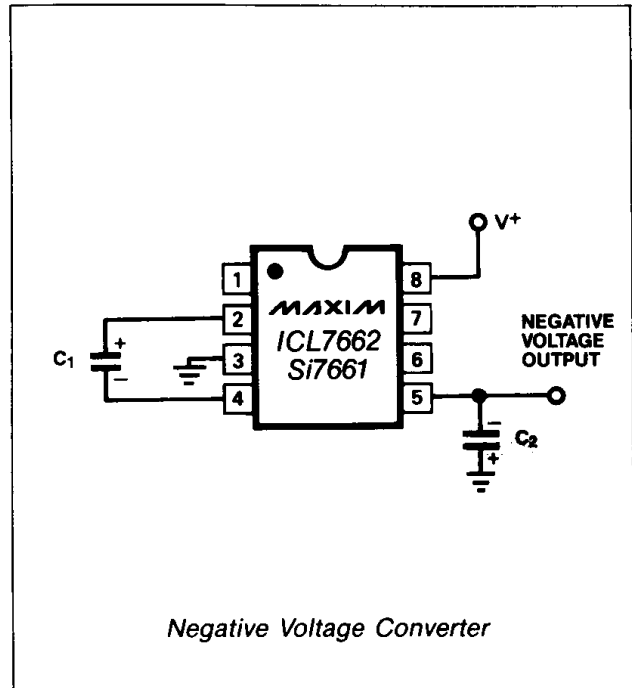 V+
1
8
MAXIM
2
7
NEGATIVE
VOLTAGE
OUTPUT
+
C1
ICL7662
3
6
Si7661
−
4
5
−
C2
+
Negative Voltage Converter